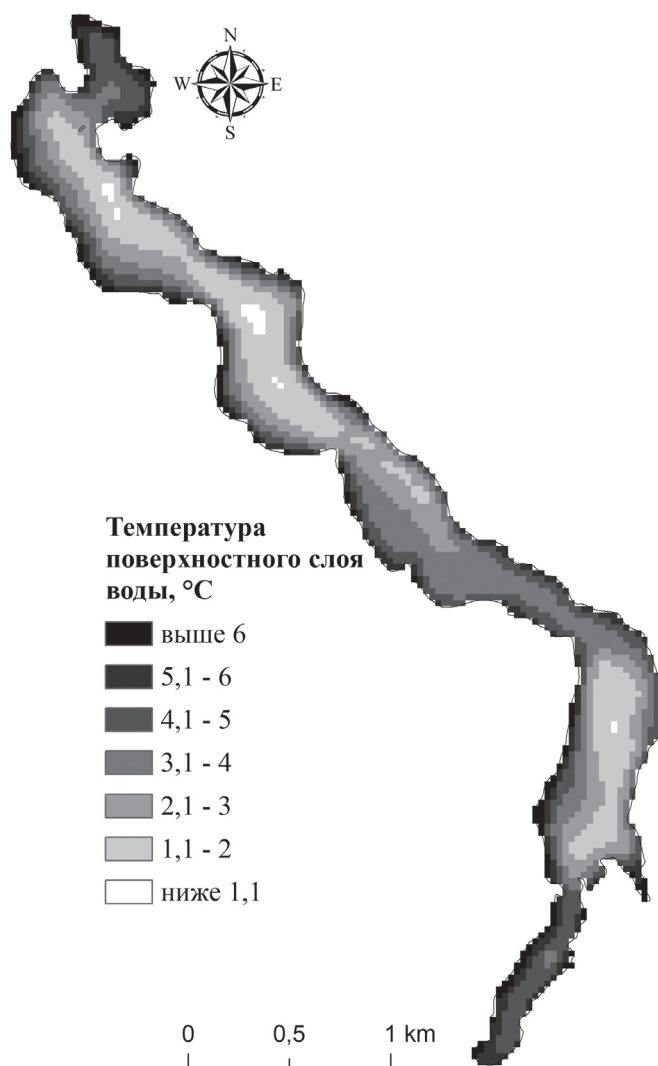 N
W E
S
Температура
поверхностного слоя
воды, °C
выше 6
5,1 - 6
4,1 - 5
3,1 - 4
2,1 - 3
1,1 - 2
ниже 1,1
0 0,5 1 km